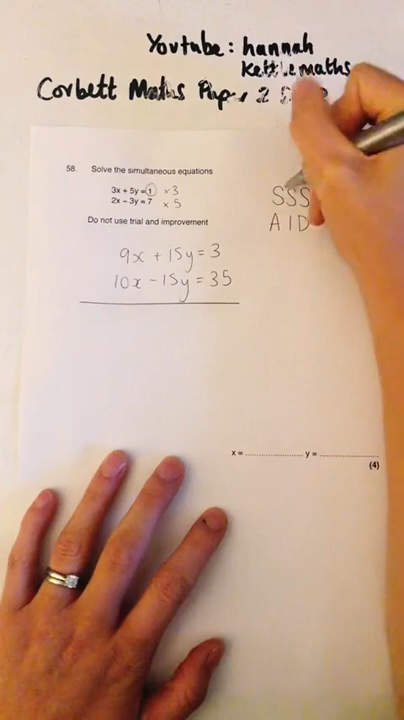 Youtube: hannah
kettlemaths
Corbett Maths Paper 2
58. Solve the simultaneous equations
3x + 5y = 1 ×3
2x − 3y = 7 × 5
Do not use trial and improvement
SSS
AID
9x + 15y = 3
10x − 15y = 35
x = ........................ y = ................................
(4)